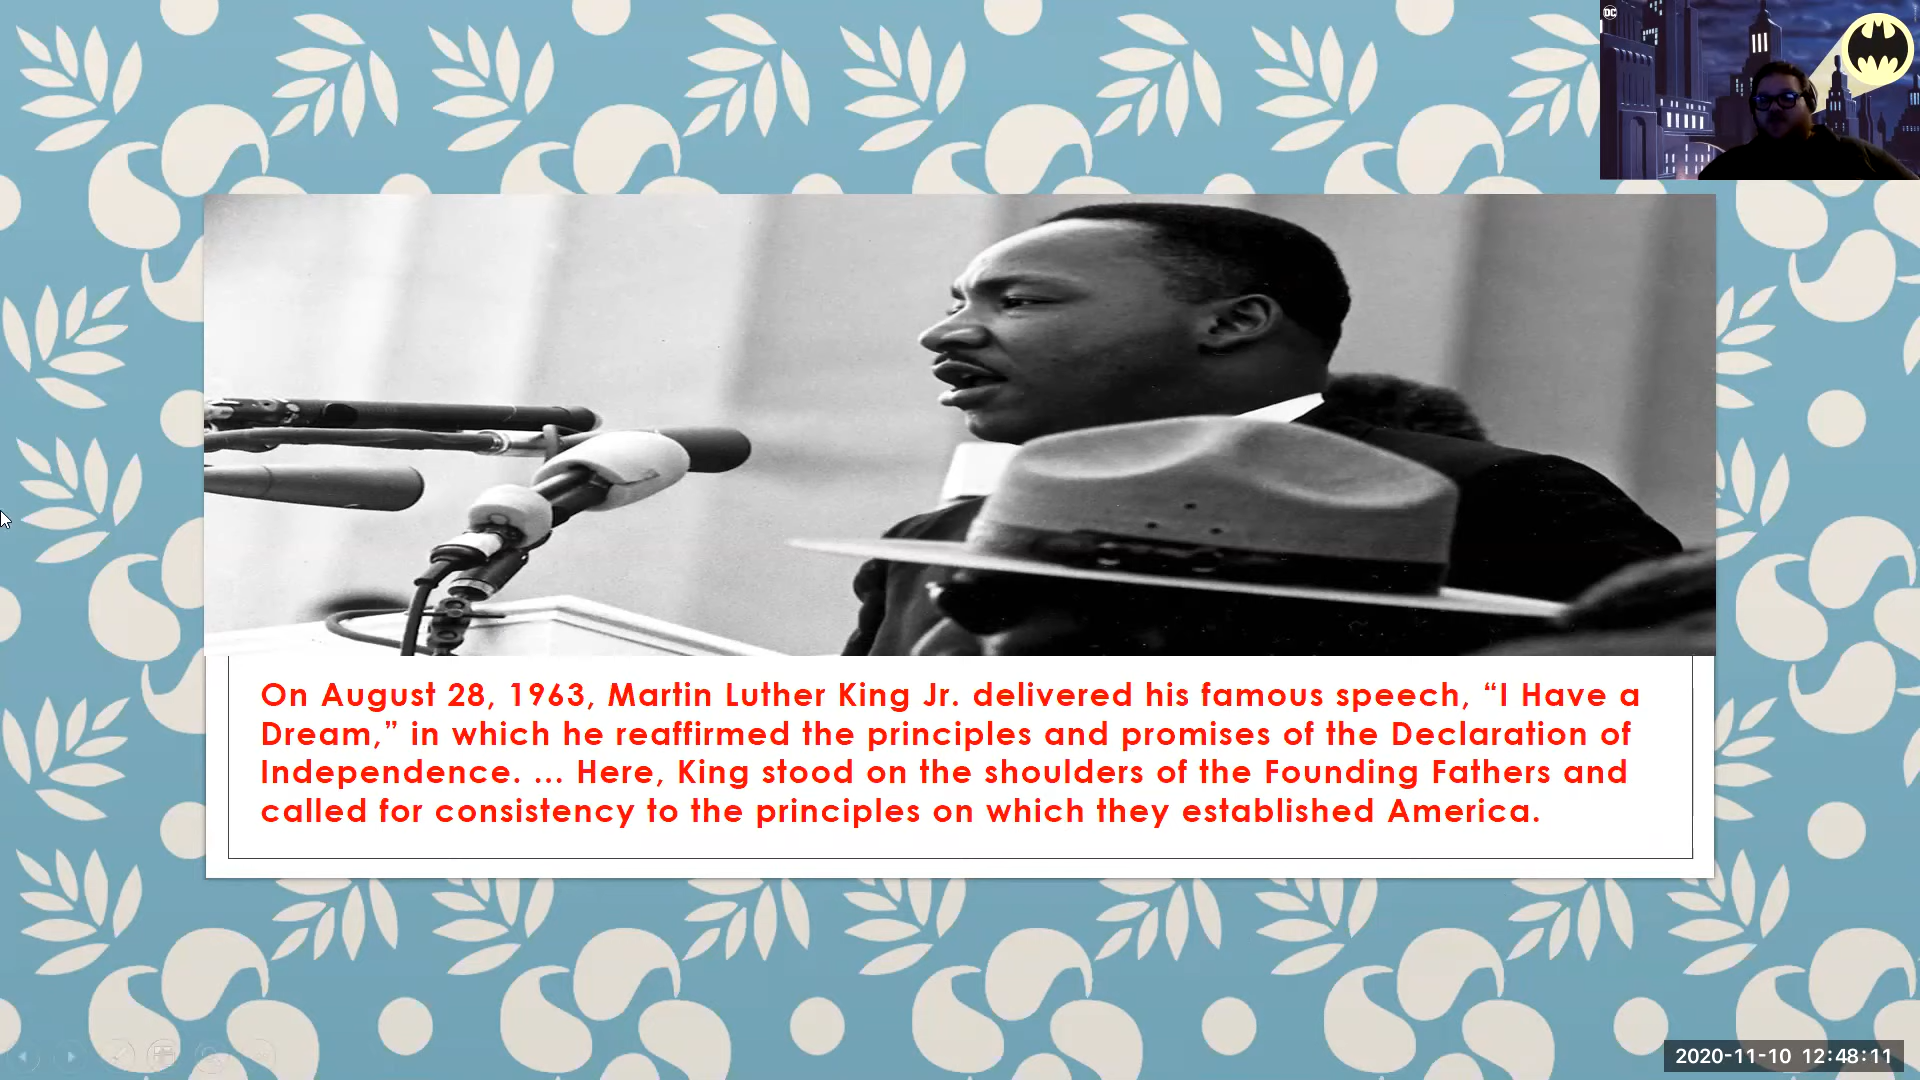 DC
On August 28, 1963, Martin Luther King Jr. delivered his famous speech, “I Have a
Dream,” in which he reaffirmed the principles and promises of the Declaration of
Independence. ... Here, King stood on the shoulders of the Founding Fathers and
called for consistency to the principles on which they established America.
2020-11-10 12:48:11